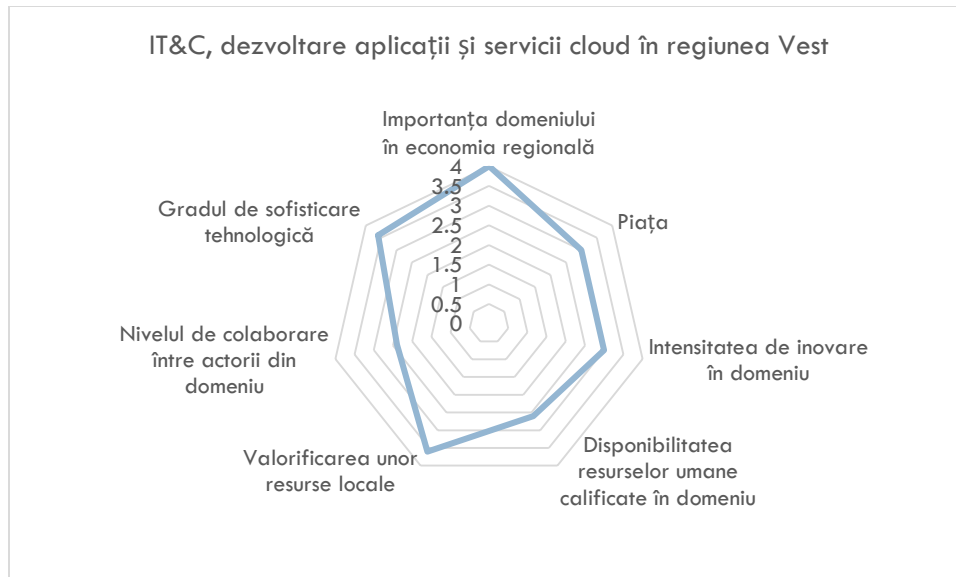 IT&C, dezvoltare aplicații și servicii cloud în regiunea Vest
Importanța domeniului
în economia regională
4
3.5
3
2.5
2
1.5
1
0.5
0
Piața
Intensitatea de inovare
în domeniu
Disponibilitatea
resurselor umane
calificate în domeniu
Valorificarea unor
resurse locale
Nivelul de colaborare
între actorii din
domeniu
Gradul de sofisticare
tehnologică